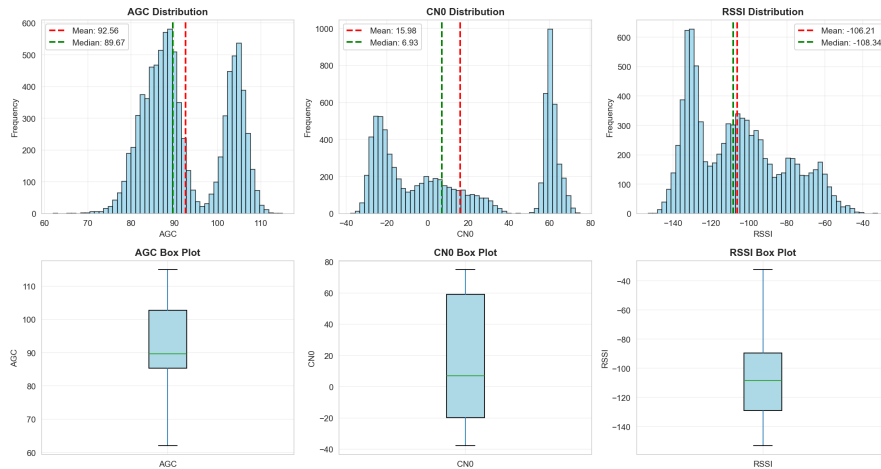 AGC Distribution
Mean: 92.56
Median: 89.67
Frequency
600
500
400
300
200
100
0
60
70
80
90
100
110
AGC
CN0 Distribution
Mean: 15.98
Median: 6.93
Frequency
1000
800
600
400
200
0
−40
−20
0
20
40
60
80
CN0
RSSI Distribution
Mean: -106.21
Median: -108.34
Frequency
600
500
400
300
200
100
0
−140
−120
−100
−80
−60
−40
RSSI
AGC Box Plot
AGC
110
100
90
80
70
60
AGC
CN0 Box Plot
CN0
80
60
40
20
0
−20
−40
CN0
RSSI Box Plot
RSSI
−40
−60
−80
−100
−120
−140
RSSI